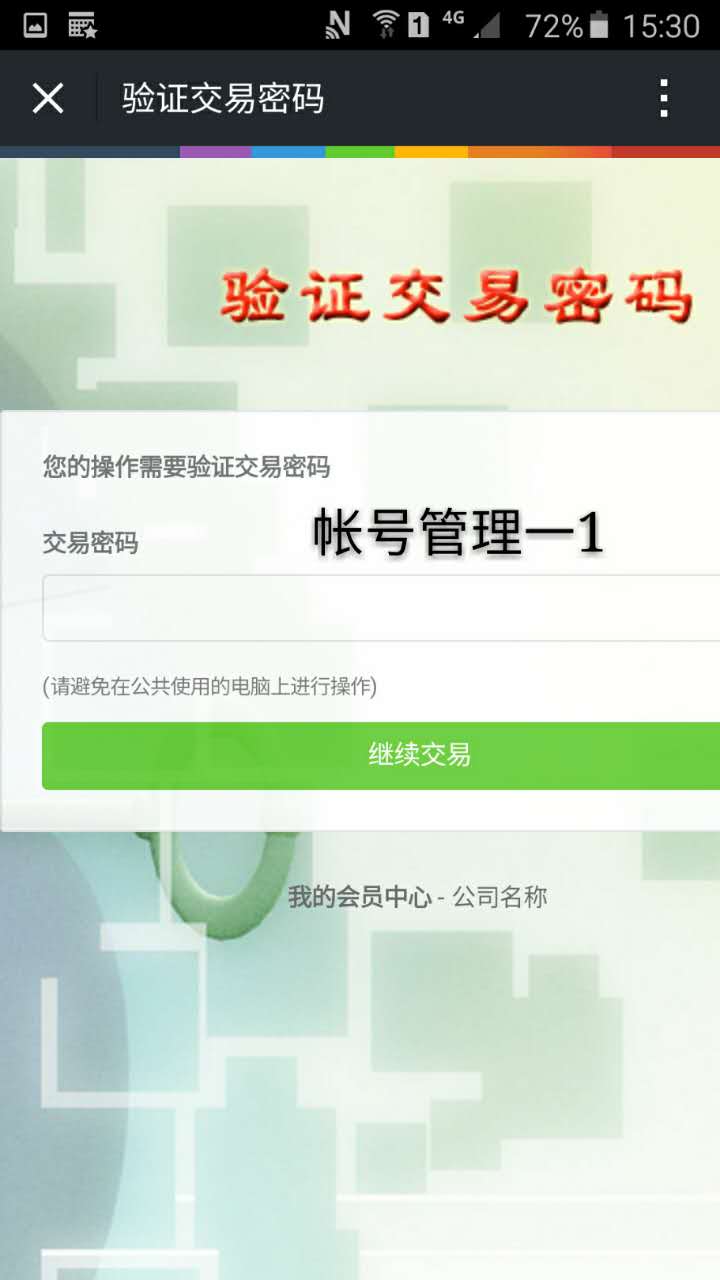 N 1 4G 72% 15:30
验证交易密码
验证交易密码
您的操作需要验证交易密码
帐号管理一1
交易密码
(请避免在公共使用的电脑上进行操作)
继续交易
我的会员中心 - 公司名称